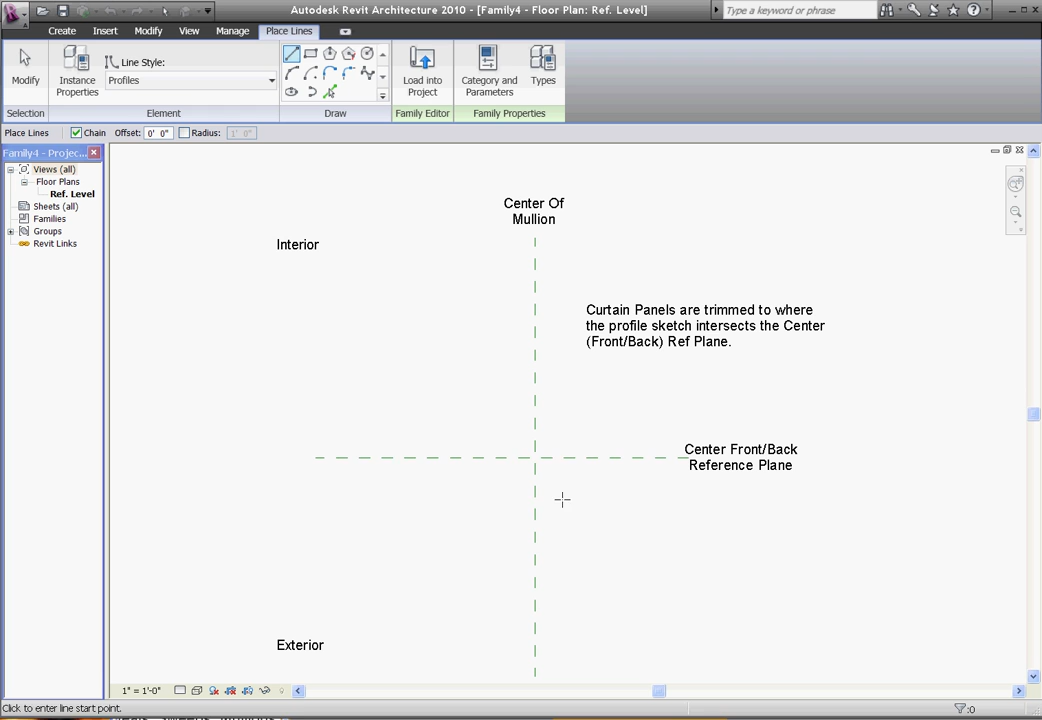 Autodesk Revit Architecture 2010 - [Family4 - Floor Plan: Ref. Level]
Type a keyword or phrase
Create Insert Modify View Manage Place Lines
Modify
Instance
Properties
Line Style:
Profiles
Load into
Project
Category and
Parameters
Types
Selection Element Draw Family Editor Family Properties
Place Lines Chain Offset: 0' 0" Radius: 1' 0"
Family4 - Projec...
Views (all)
Floor Plans
Ref. Level
Sheets (all)
Families
Groups
Revit Links
Center Of
Mullion
Interior
Curtain Panels are trimmed to where
the profile sketch intersects the Center
(Front/Back) Ref Plane.
Center Front/Back
Reference Plane
Exterior
1" = 1'-0"
Click to enter line start point.
:0